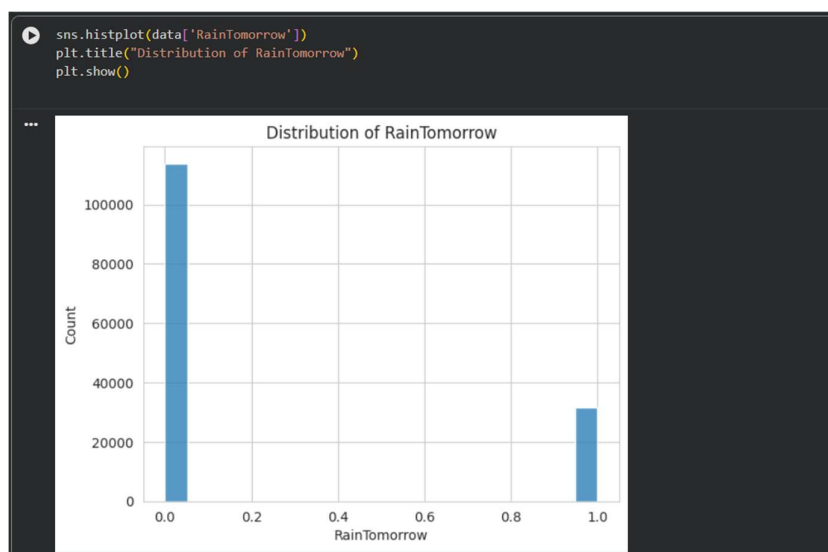 sns.histplot(data['RainTomorrow'])
plt.title("Distribution of RainTomorrow")
plt.show()
Distribution of RainTomorrow
100000
80000
60000
40000
20000
0
Count
0.0 0.2 0.4 0.6 0.8 1.0
RainTomorrow